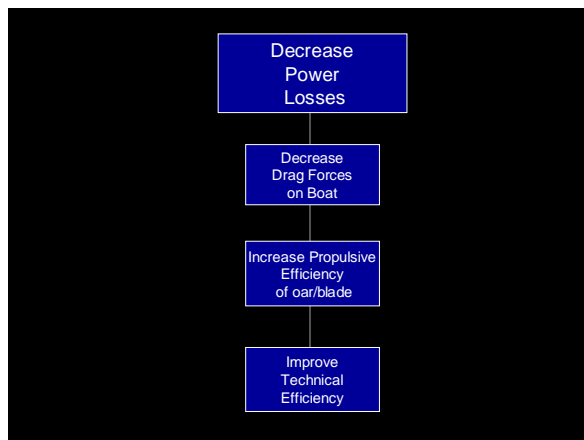 Decrease
Power
Losses
Decrease
Drag Forces
on Boat
Increase Propulsive
Efficiency
of oar/blade
Improve
Technical
Efficiency